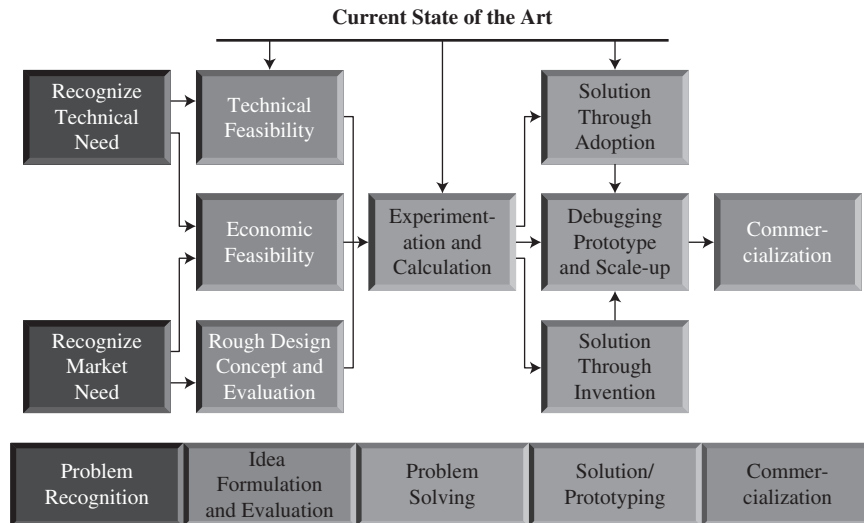 Current State of the Art
Recognize
Technical
Need
Technical
Feasibility
Solution
Through
Adoption
Economic
Feasibility
Experiment-
ation and
Calculation
Debugging
Prototype
and Scale-up
Commer-
cialization
Recognize
Market
Need
Rough Design
Concept and
Evaluation
Solution
Through
Invention
Problem
Recognition
Idea
Formulation
and Evaluation
Problem
Solving
Solution/
Prototyping
Commer-
cialization